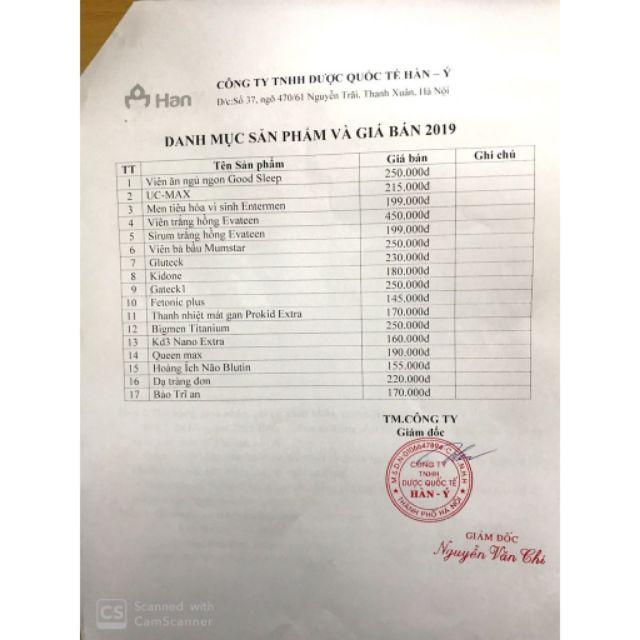 CÔNG TY TNHH DƯỢC QUỐC TẾ HÀN – Ý
Han
Đ/c:Số 37, ngõ 470/61 Nguyễn Trãi, Thanh Xuân, Hà Nội
DANH MỤC SẢN PHẨM VÀ GIÁ BÁN 2019
TT Tên Sản phẩm Giá bán Ghi chú
1 Viên ăn ngủ ngon Good Sleep 250.000đ
2 UC-MAX 215.000đ
3 Men tiêu hóa vi sinh Entermen 199.000đ
4 Viên trắng hồng Evateen 450.000đ
5 Sirum trắng hồng Evateen 199.000đ
6 Viên bà bầu Mumstar 250.000đ
7 Gluteck 230.000đ
8 Kidone 180.000đ
9 Gateck1 250.000đ
10 Fetonic plus 145.000đ
11 Thanh nhiệt mát gan Prokid Extra 170.000đ
12 Bigmen Titanium 250.000đ
13 Kd3 Nano Extra 160.000đ
14 Queen max 190.000đ
15 Hoàng Ích Não Blutin 155.000đ
16 Dạ tràng đơn 220.000đ
17 Bảo Trĩ an 170.000đ
TM.CÔNG TY
Giám đốc
CÔNG TY
TNHH
DƯỢC QUỐC TẾ
HÀN - Ý
THÀNH PHỐ HÀ NỘI
GIÁM ĐỐC
Nguyễn Văn Chi
CS Scanned with
CamScanner